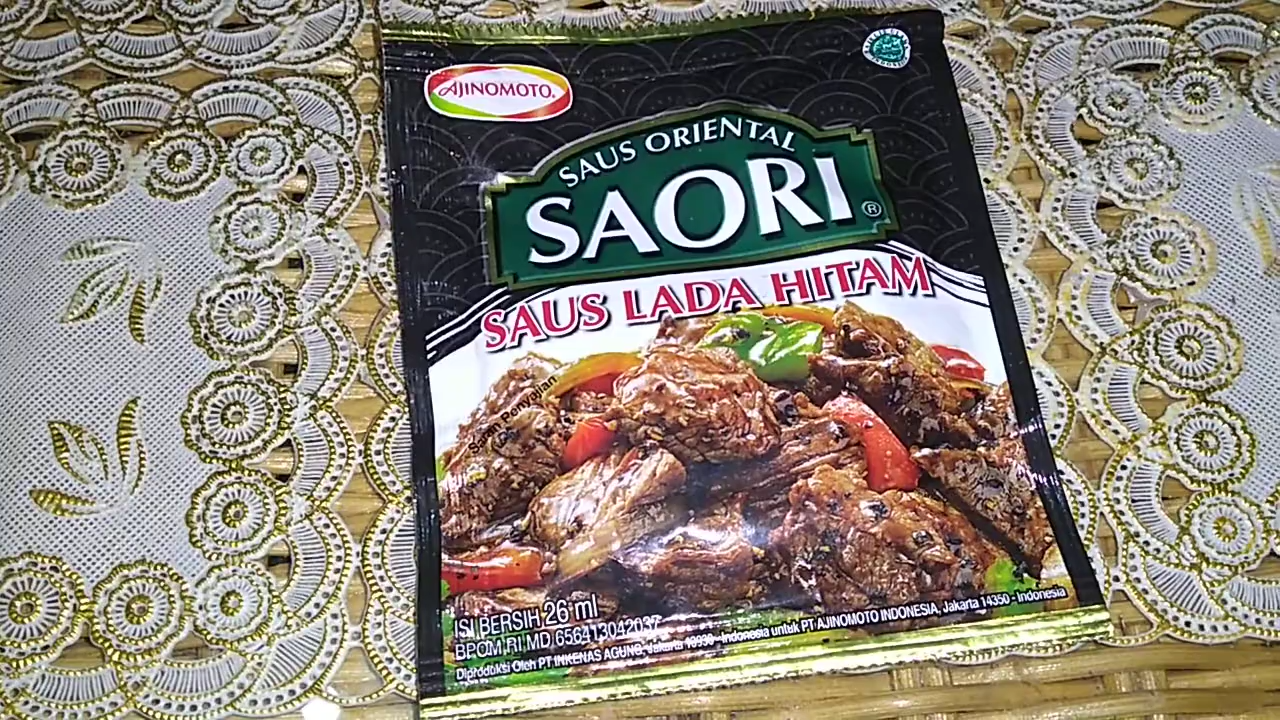 AJINOMOTO®
SAUS ORIENTAL
SAORI®
SAUS LADA HITAM
Saran Penyajian
ISI BERSIH 26 ml
BPOM RI MD 656413042037
Diproduksi Oleh PT INKENAS AGUNG, Jakarta 10930 - Indonesia untuk PT AJINOMOTO INDONESIA, Jakarta 14350 - Indonesia